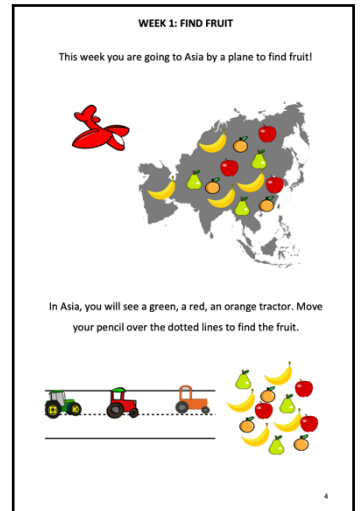 WEEK 1: FIND FRUIT
This week you are going to Asia by a plane to find fruit!
In Asia, you will see a green, a red, an orange tractor. Move
your pencil over the dotted lines to find the fruit.
4